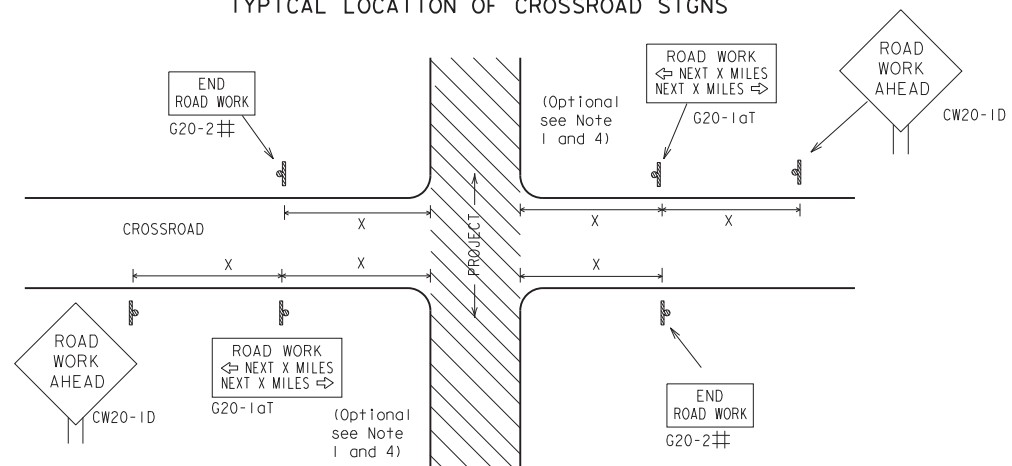 TYPICAL LOCATION OF CROSSROAD SIGNS
END
ROAD WORK
G20-2#
(Optional
see Note
1 and 4)
ROAD WORK
⇦ NEXT X MILES
NEXT X MILES ⇨
G20-1aT
ROAD
WORK
AHEAD
CW20-1D
X
X
X
CROSSROAD
PROJECT
X
X
X
ROAD
WORK
AHEAD
CW20-1D
ROAD WORK
⇦ NEXT X MILES
NEXT X MILES ⇨
G20-1aT
(Optional
see Note
1 and 4)
END
ROAD WORK
G20-2#